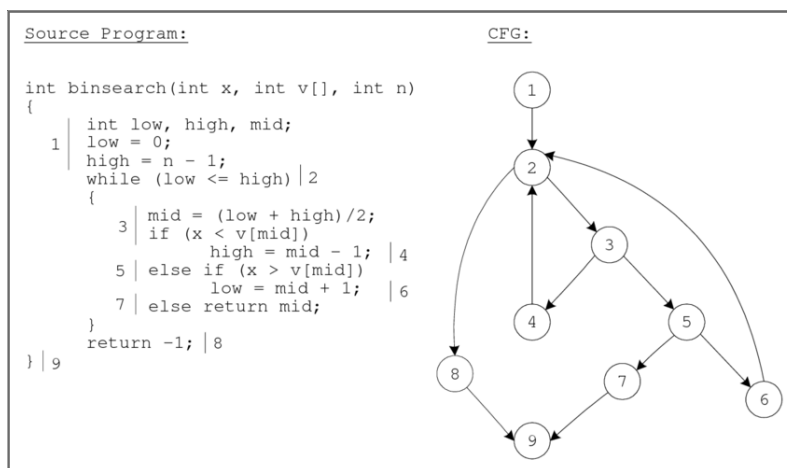 Source Program:
int binsearch(int x, int v[], int n)
{
1 int low, high, mid;
low = 0;
high = n - 1;
while (low <= high) 2
{
3 mid = (low + high)/2;
if (x < v[mid])
high = mid - 1; 4
5 else if (x > v[mid])
low = mid + 1; 6
7 else return mid;
}
return -1; 8
} 9
CFG:
1
2
3
4
5
8
7
6
9